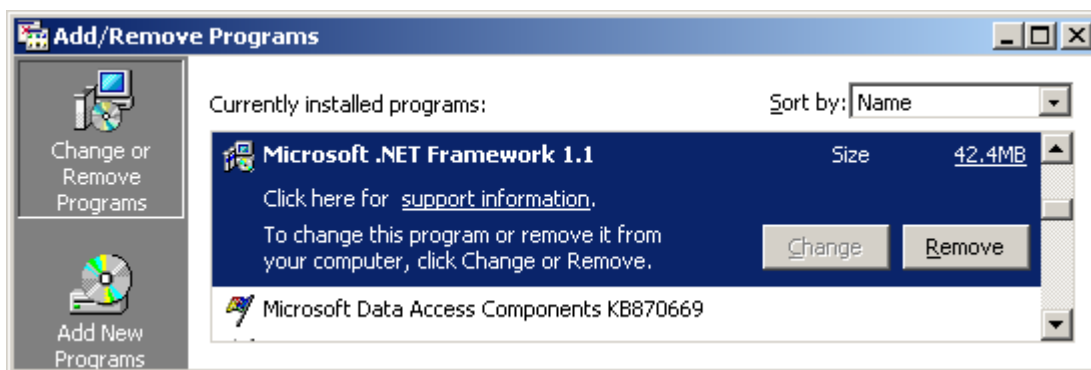 Add/Remove Programs
Change or
Remove
Programs
Add New
Programs
Currently installed programs:
Sort by: Name
Microsoft .NET Framework 1.1 Size 42.4MB
Click here for support information.
To change this program or remove it from
your computer, click Change or Remove.
Change Remove
Microsoft Data Access Components KB870669